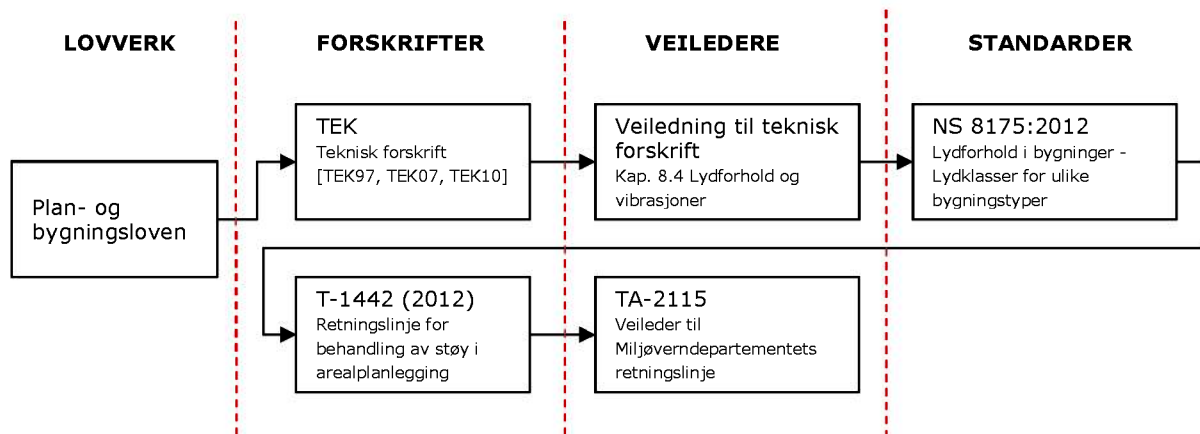 LOVVERK
FORSKRIFTER
VEILEDERE
STANDARDER
Plan- og
bygningsloven
TEK
Teknisk forskrift
[TEK97, TEK07, TEK10]
Veiledning til teknisk
forskrift
Kap. 8.4 Lydforhold og
vibrasjoner
NS 8175:2012
Lydforhold i bygninger -
Lydklasser for ulike
bygningstyper
T-1442 (2012)
Retningslinje for
behandling av støy i
arealplanlegging
TA-2115
Veileder til
Miljøverndepartementets
retningslinje